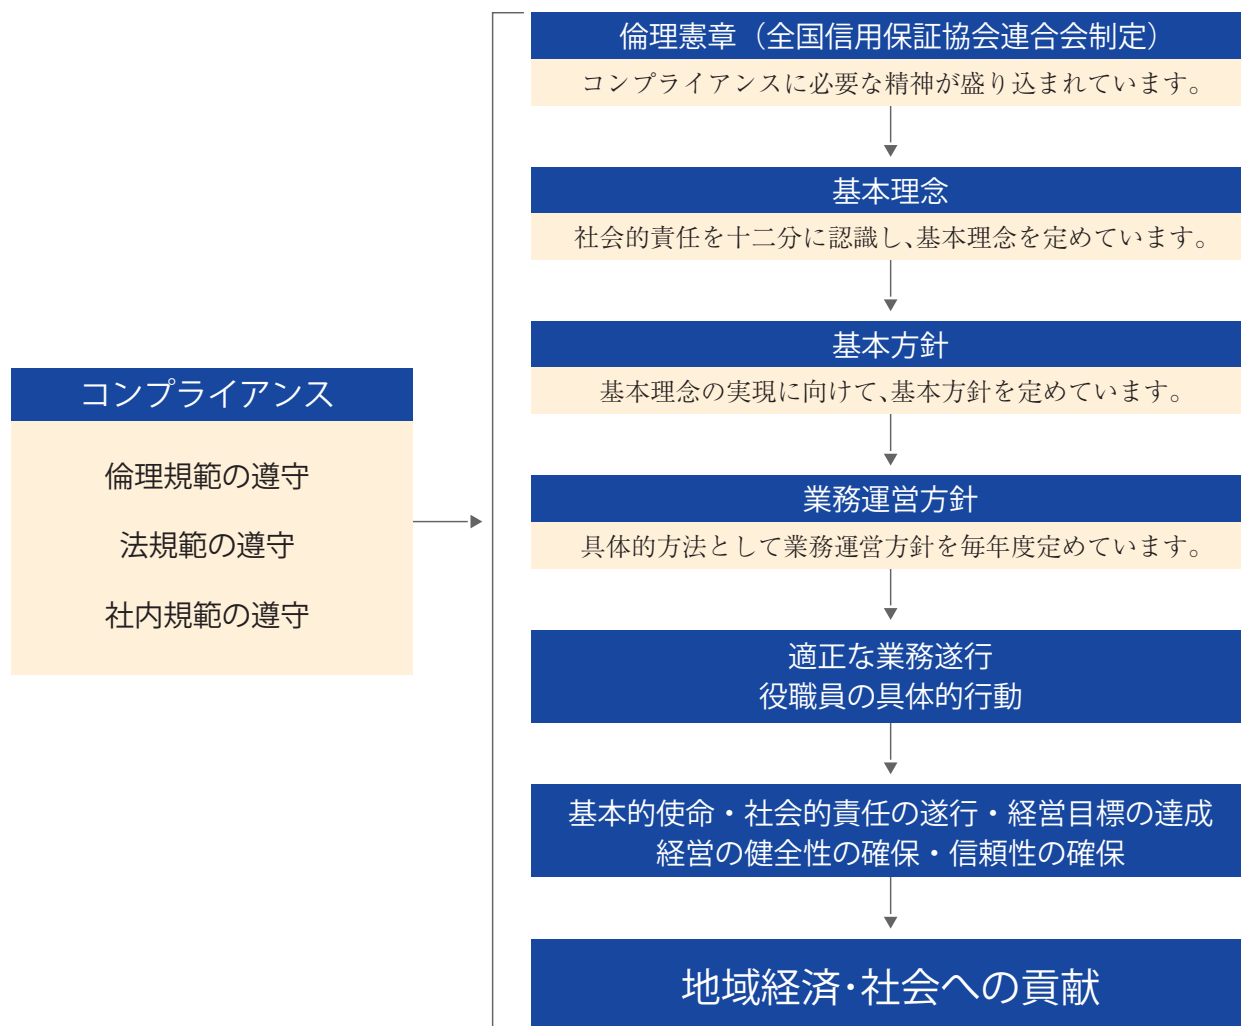 コンプライアンス
倫理規範の遵守
法規範の遵守
社内規範の遵守
倫理憲章（全国信用保証協会連合会制定）
コンプライアンスに必要な精神が盛り込まれています。
基本理念
社会的責任を十二分に認識し、基本理念を定めています。
基本方針
基本理念の実現に向けて、基本方針を定めています。
業務運営方針
具体的方法として業務運営方針を毎年度定めています。
適正な業務遂行
役職員の具体的行動
基本的使命・社会的責任の遂行・経営目標の達成
経営の健全性の確保・信頼性の確保
地域経済・社会への貢献